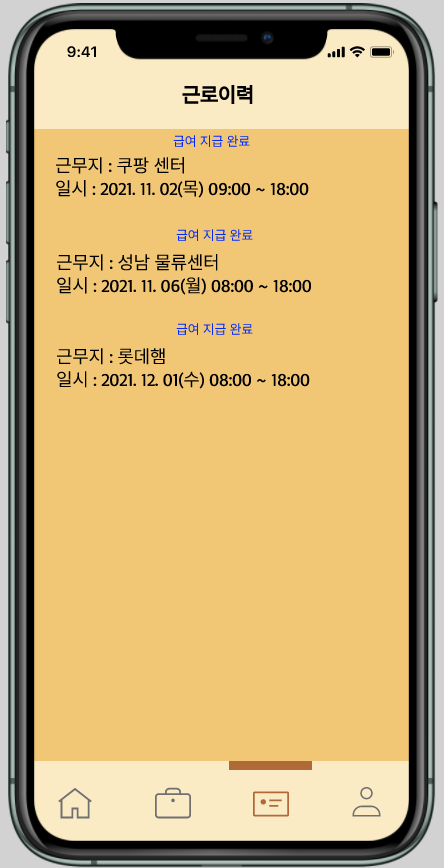 9:41
근로이력
급여 지급 완료
근무지 : 쿠팡 센터
일시 : 2021. 11. 02(목) 09:00 ~ 18:00
급여 지급 완료
근무지 : 성남 물류센터
일시 : 2021. 11. 06(월) 08:00 ~ 18:00
급여 지급 완료
근무지 : 롯데햄
일시 : 2021. 12. 01(수) 08:00 ~ 18:00